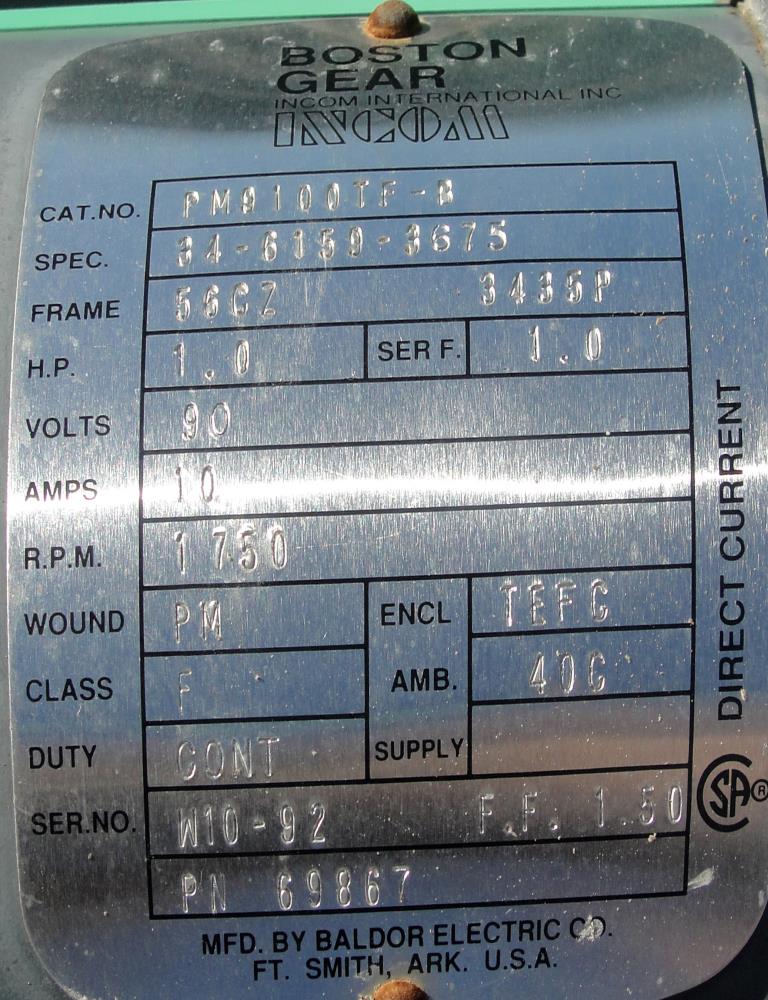 BOSTON
GEAR
INCOM INTERNATIONAL INC
INCOM
CAT.NO. PM9100TF-B
SPEC. 34-6159-3675
FRAME 56CZ 3435P
H.P. 1.0 SER F. 1.0
VOLTS 90
AMPS 10
R.P.M. 1750
WOUND PM ENCL TEFC
CLASS F AMB. 40C
DUTY CONT SUPPLY
SER.NO. W10-92 F.F. 1.50
PN 69867
MFD. BY BALDOR ELECTRIC CO.
FT. SMITH, ARK. U.S.A.
DIRECT CURRENT
SA ®